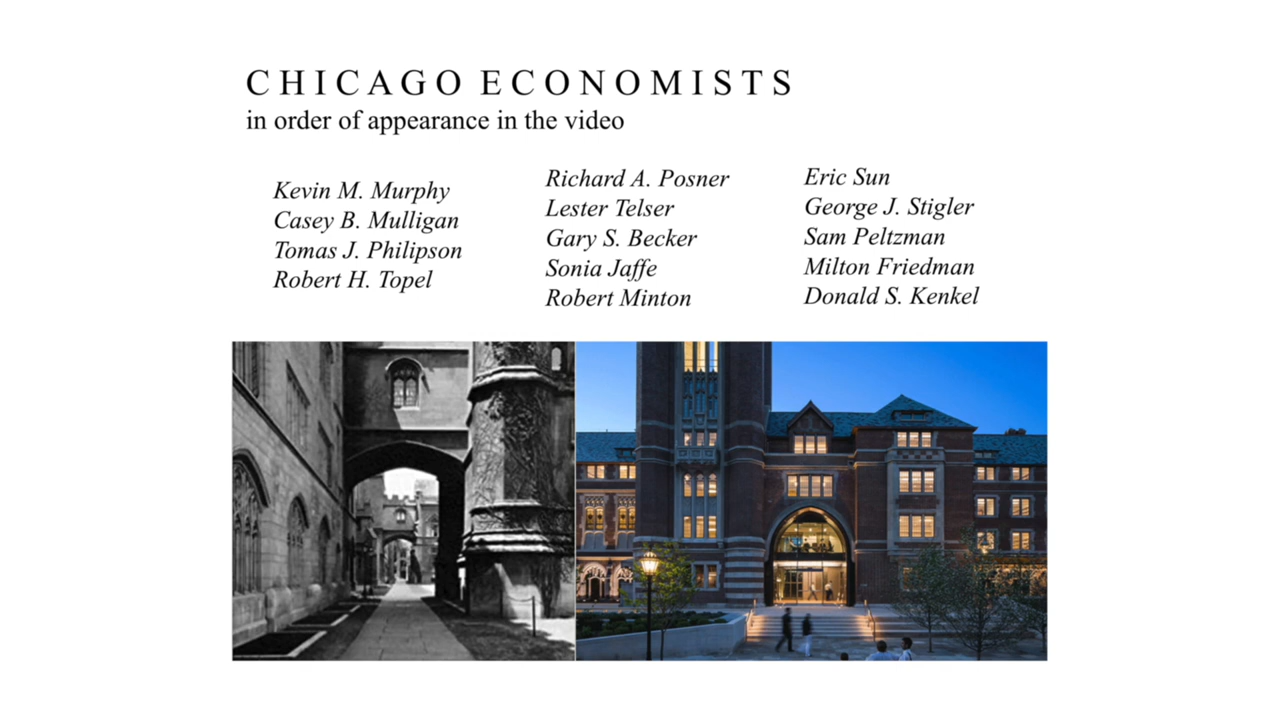 CHICAGO ECONOMISTS
in order of appearance in the video
Kevin M. Murphy
Casey B. Mulligan
Tomas J. Philipson
Robert H. Topel
Richard A. Posner
Lester Telser
Gary S. Becker
Sonia Jaffe
Robert Minton
Eric Sun
George J. Stigler
Sam Peltzman
Milton Friedman
Donald S. Kenkel